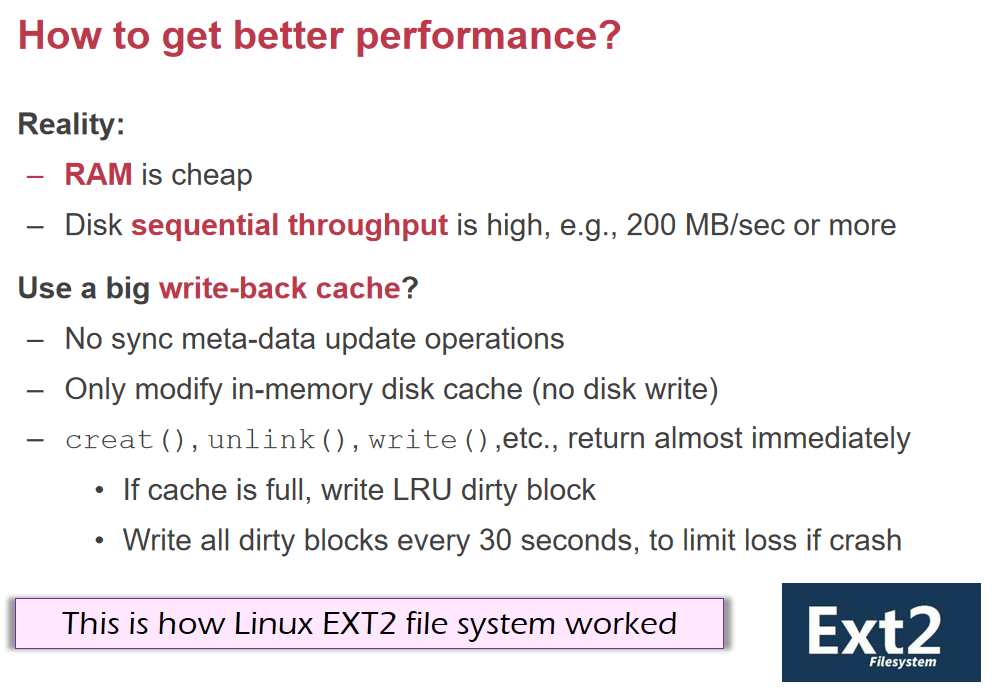 How to get better performance?
Reality:
– RAM is cheap
– Disk sequential throughput is high, e.g., 200 MB/sec or more
Use a big write-back cache?
– No sync meta-data update operations
– Only modify in-memory disk cache (no disk write)
– creat(), unlink(), write(),etc., return almost immediately
• If cache is full, write LRU dirty block
• Write all dirty blocks every 30 seconds, to limit loss if crash
This is how Linux EXT2 file system worked
Ext2
Filesystem